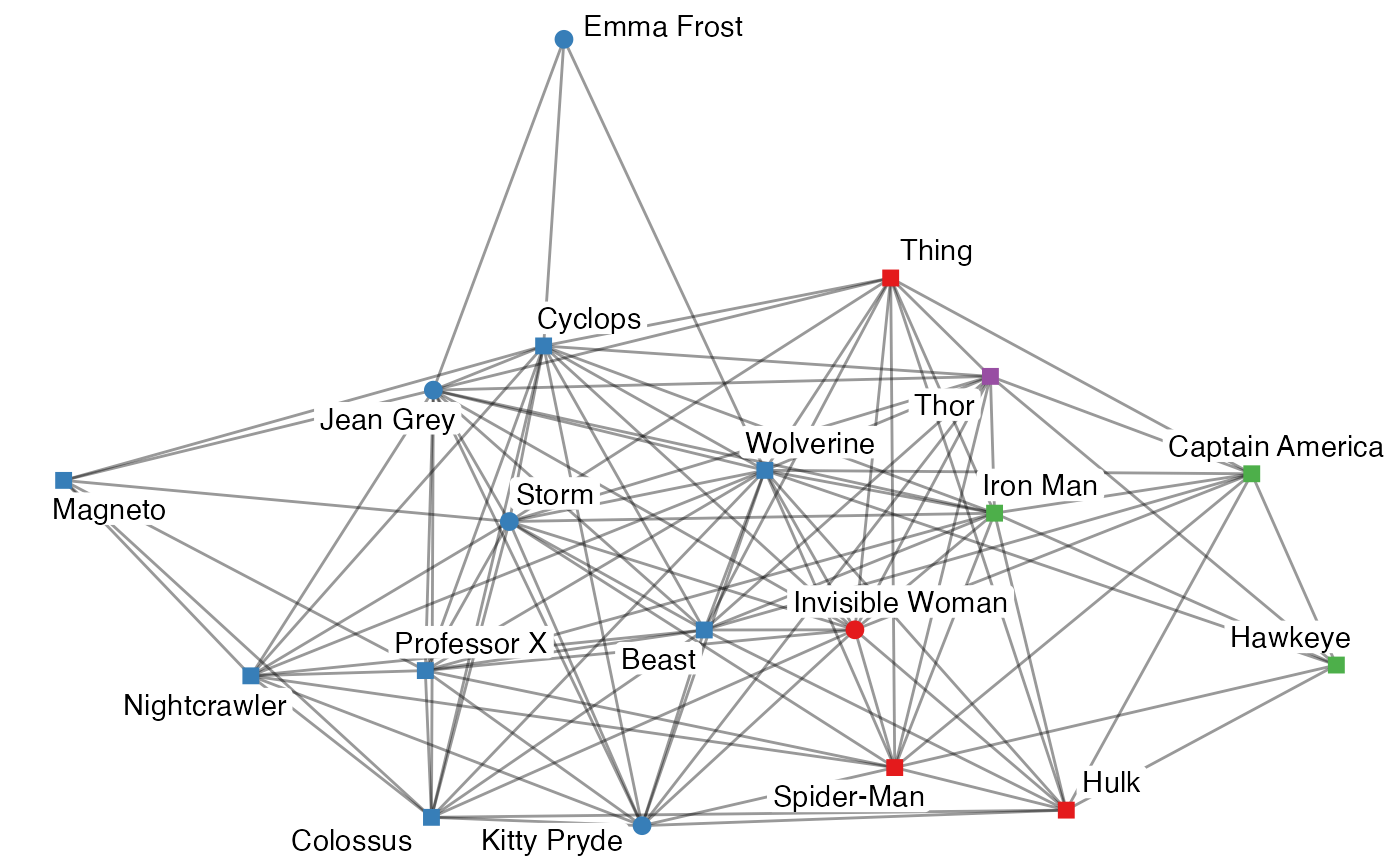 Emma Frost
Thing
Cyclops
Thor
Jean Grey
Wolverine
Captain America
Iron Man
Storm
Magneto
Invisible Woman
Hawkeye
Professor X
Beast
Nightcrawler
Hulk
Spider-Man
Colossus
Kitty Pryde